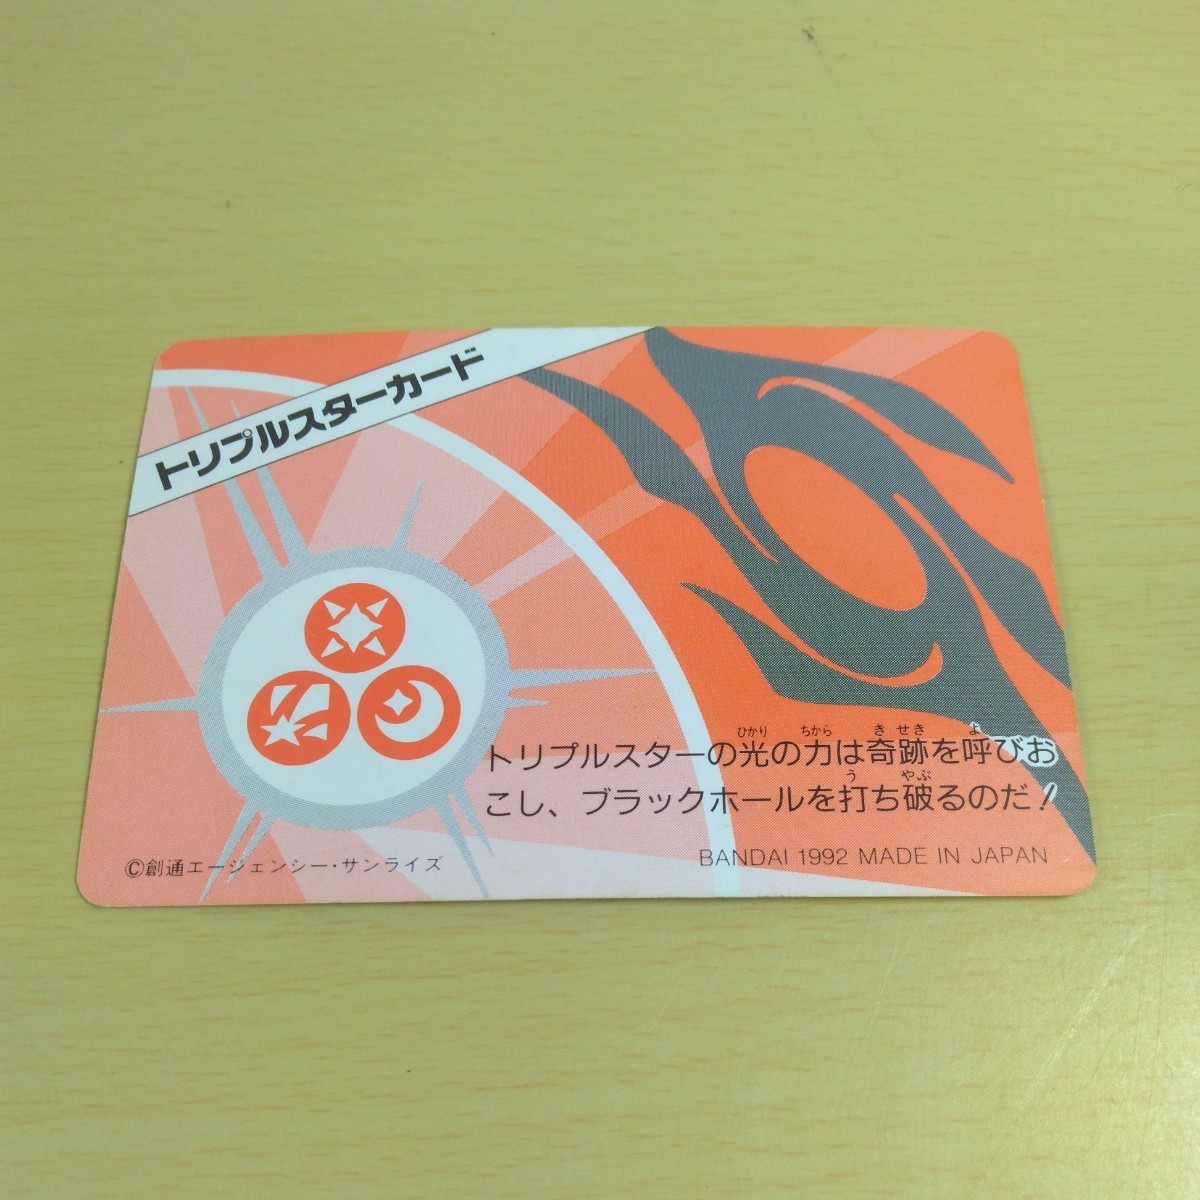 トリプルスターカード
トリプルスターの光の力は奇跡を呼びお
ひかり ちから きせき よ
こし、ブラックホールを打ち破るのだ!
う やぶ
©創通エージェンシー・サンライズ
BANDAI 1992 MADE IN JAPAN